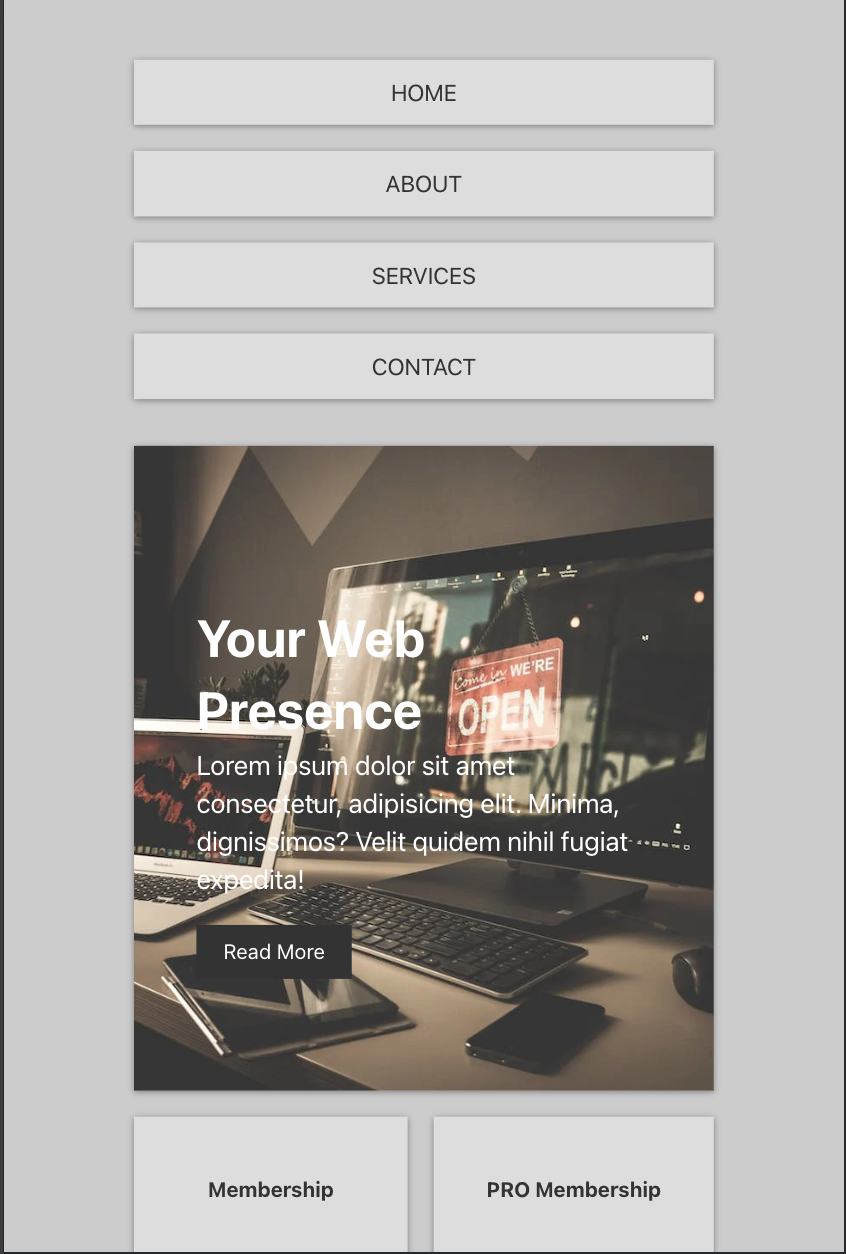 HOME
ABOUT
SERVICES
CONTACT
Come in WE'RE
OPEN
Your Web
Presence
Lorem ipsum dolor sit amet
consectetur, adipisicing elit. Minima,
dignissimos? Velit quidem nihil fugiat
expedita!
Read More
Membership
PRO Membership